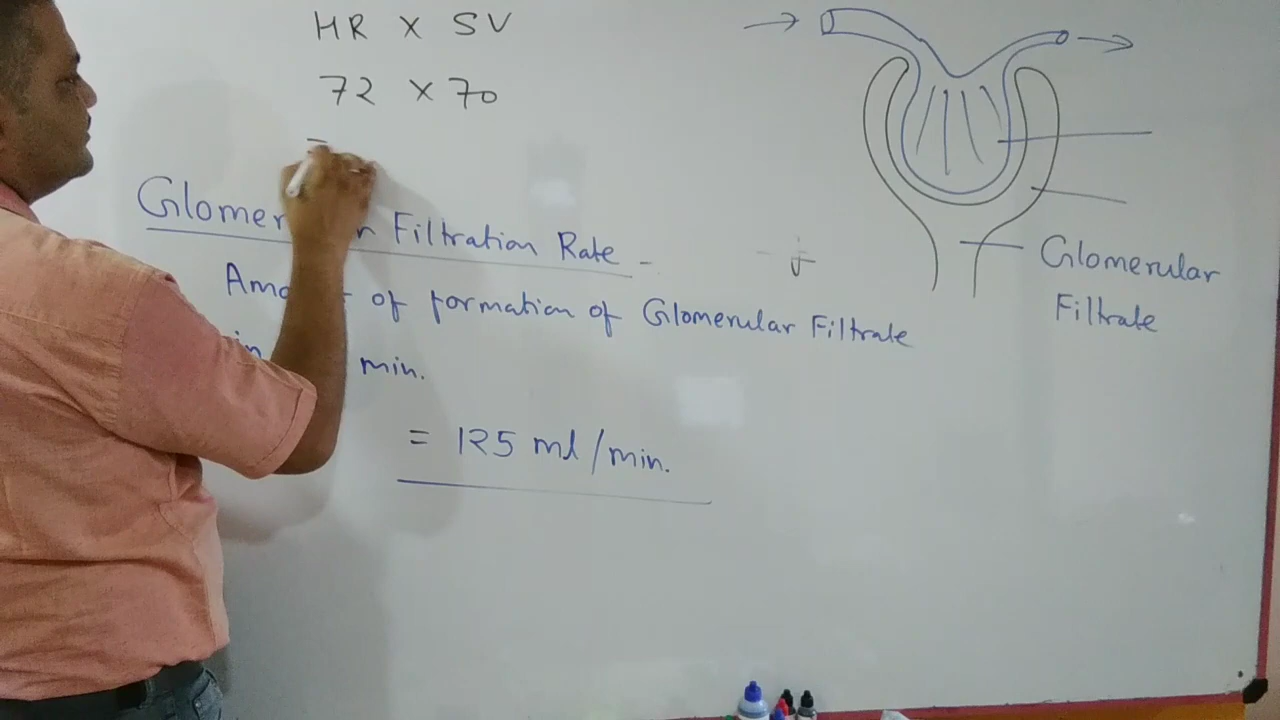 HR X SV
72 X 70
=
Filtration Rate -
of formation of Glomerular Filtrate
min.
= 125 ml/min.
Glomerular
Filtrate